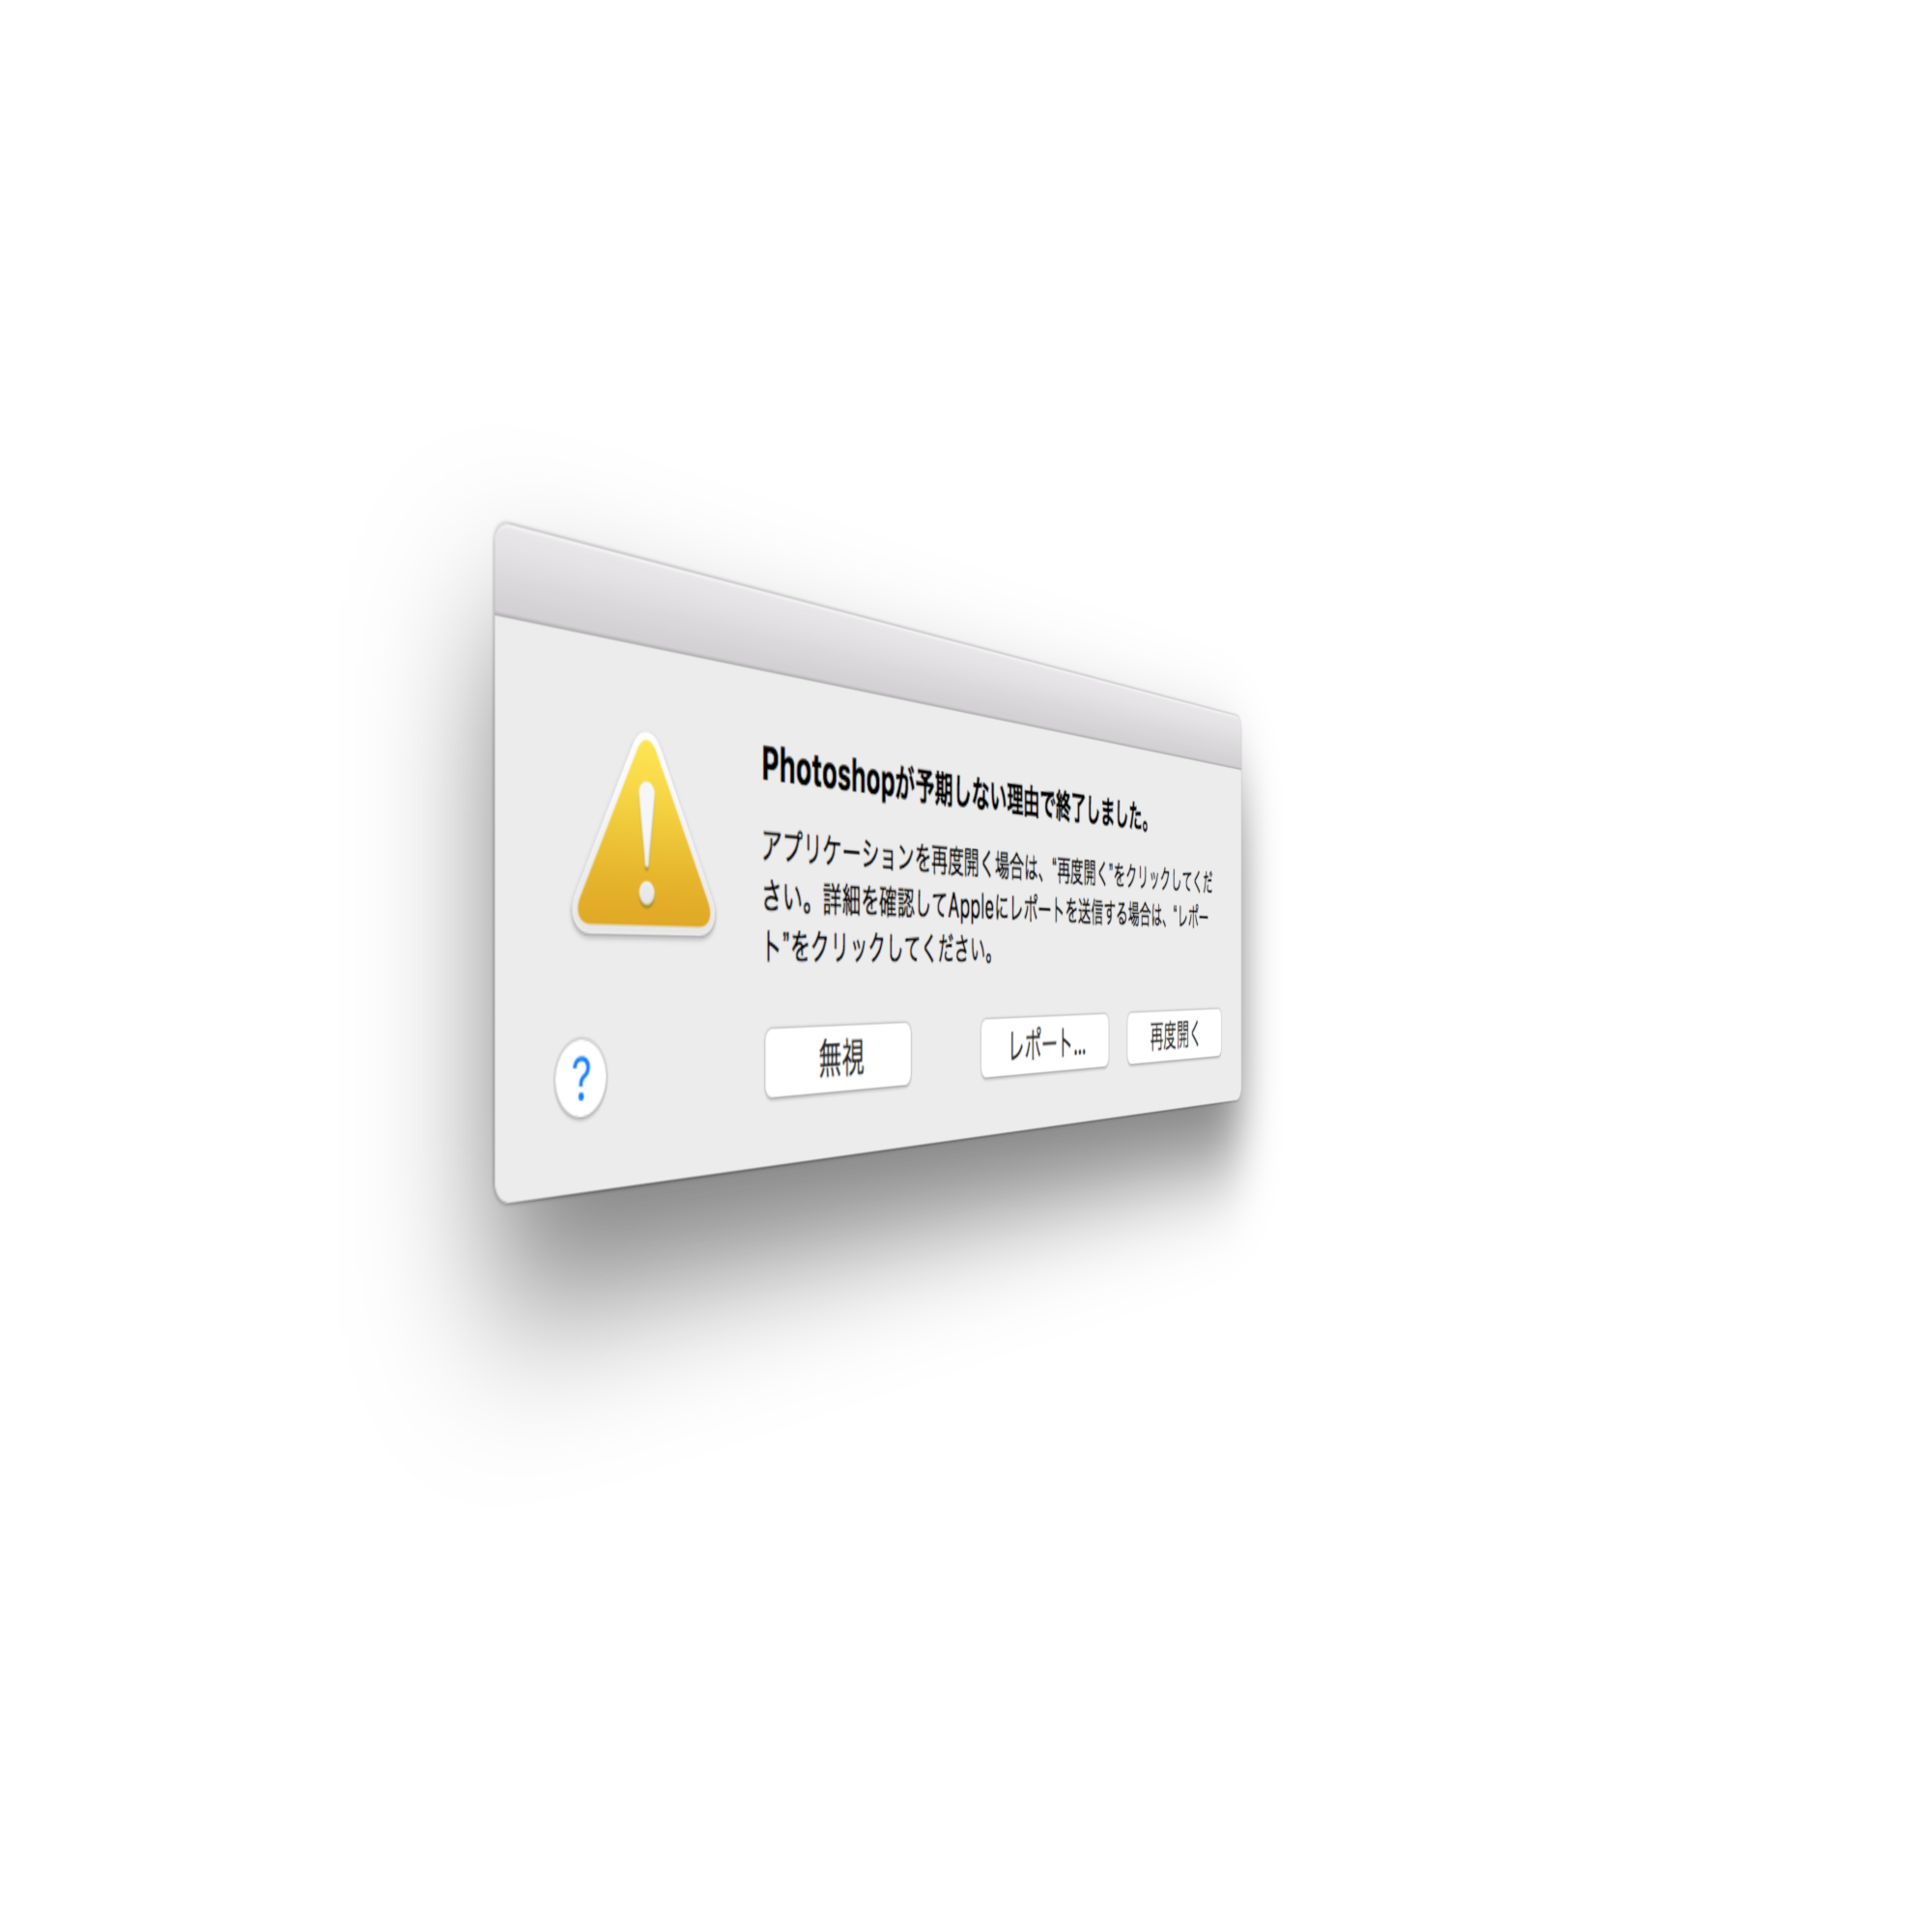 Photoshopが予期しない理由で終了しました。
アプリケーションを再度開く場合は、“再度開く”をクリックしてくだ
さい。詳細を確認してAppleにレポートを送信する場合は、“レポー
ト”をクリックしてください。
?
無視
レポート...
再度開く